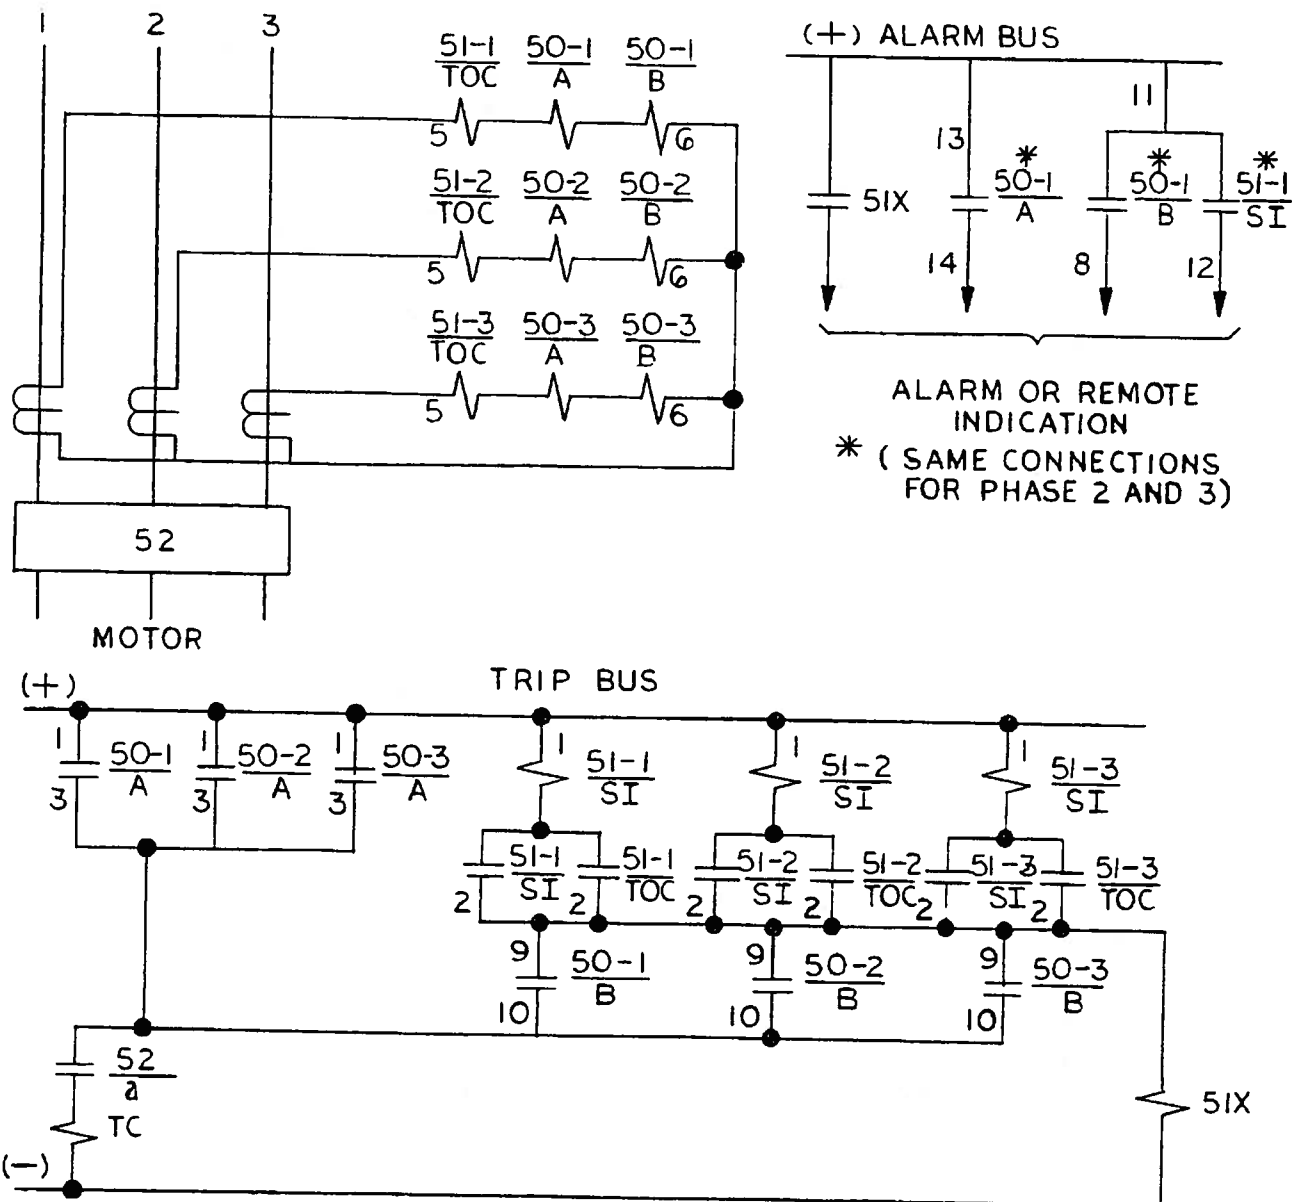 1 2 3
51-1 50-1 50-1
TOC A B
5 6
51-2 50-2 50-2
TOC A B
5 6
51-3 50-3 50-3
TOC A B
5 6
52
MOTOR
(+) ALARM BUS
11
13
* * *
51X 50-1 50-1 51-1
A B SI
14 8 12
ALARM OR REMOTE
INDICATION
* (SAME CONNECTIONS
FOR PHASE 2 AND 3)
TRIP BUS
(+)
1 50-1 1 50-2 1 50-3
A A A
3 3 3
1 51-1 1 51-2 1 51-3
SI SI SI
51-1 51-1 51-2 51-2 51-3 51-3
SI TOC SI TOC SI TOC
2 2 2 2 2 2
9 50-1 9 50-2 9 50-3
B B B
10 10 10
52
a
TC
51X
(−)